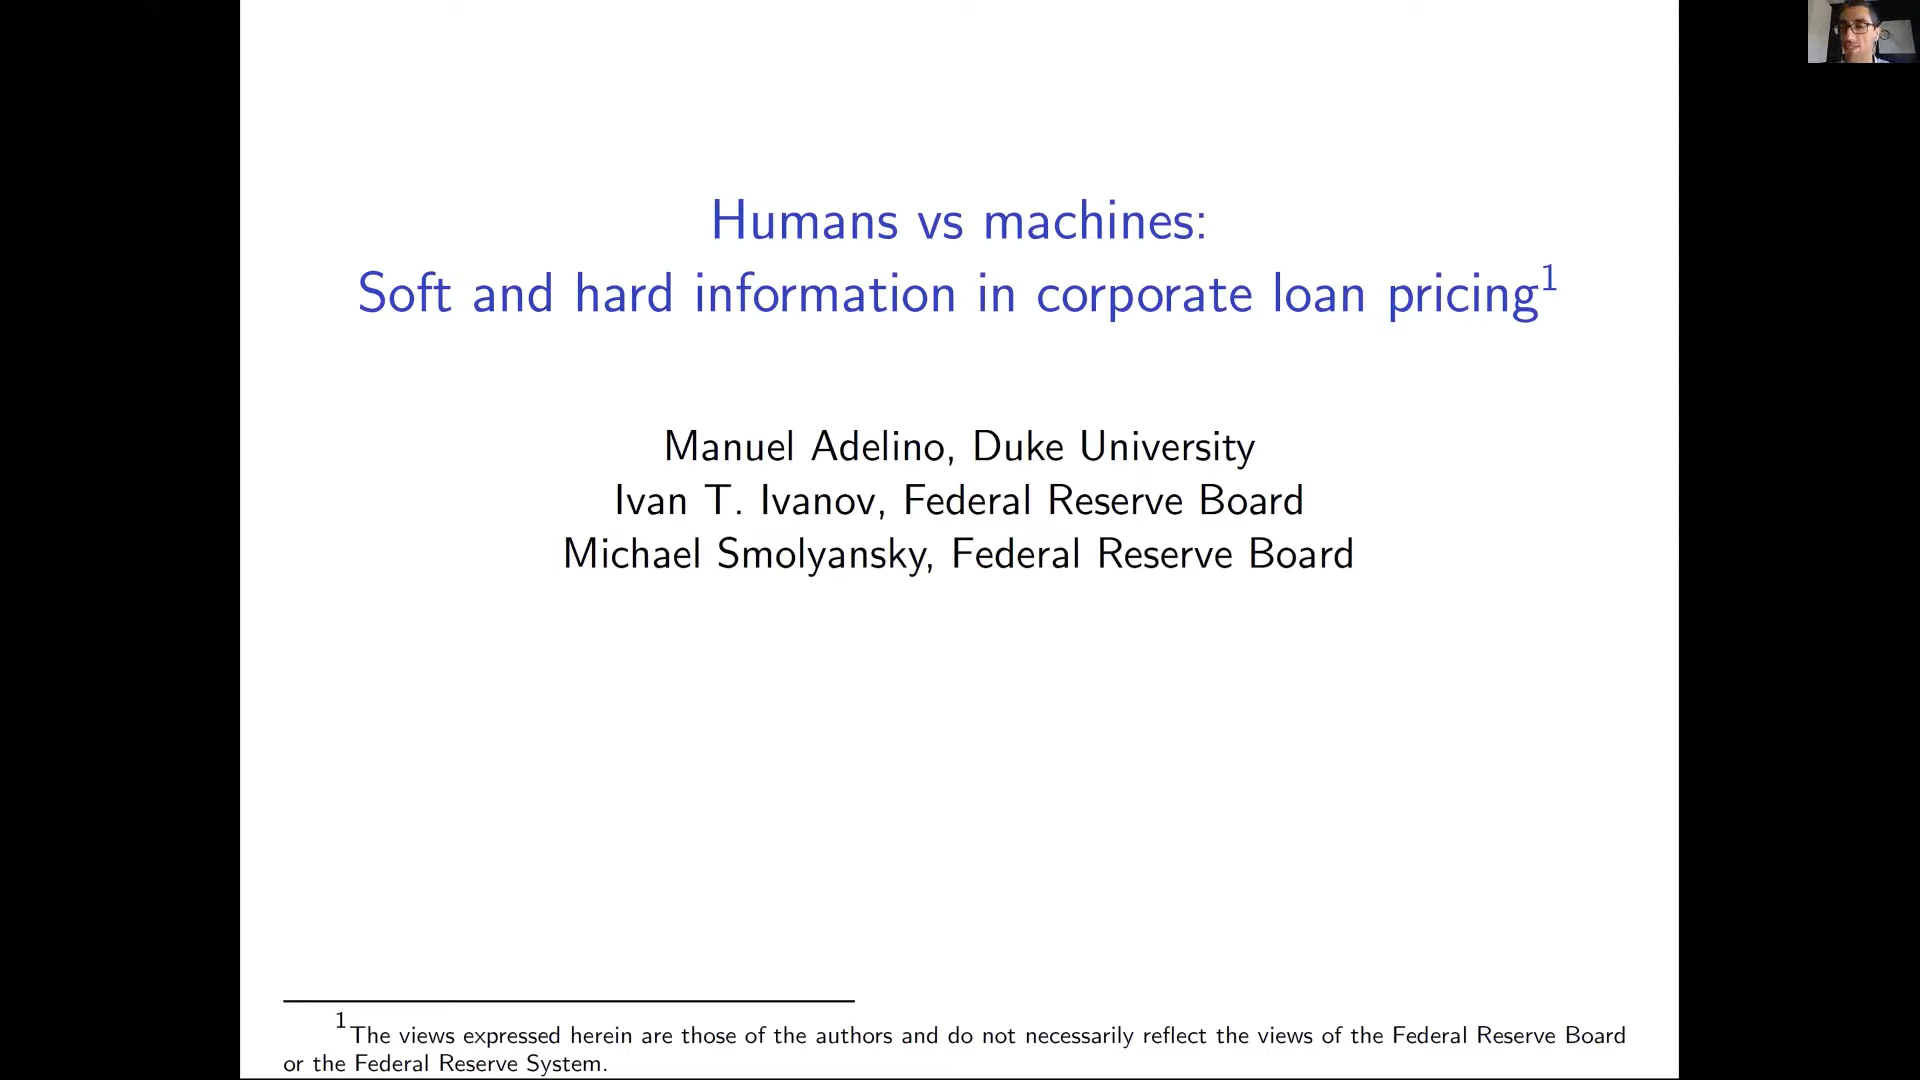 Humans vs machines:
Soft and hard information in corporate loan pricing¹
Manuel Adelino, Duke University
Ivan T. Ivanov, Federal Reserve Board
Michael Smolyansky, Federal Reserve Board
¹The views expressed herein are those of the authors and do not necessarily reflect the views of the Federal Reserve Board
or the Federal Reserve System.